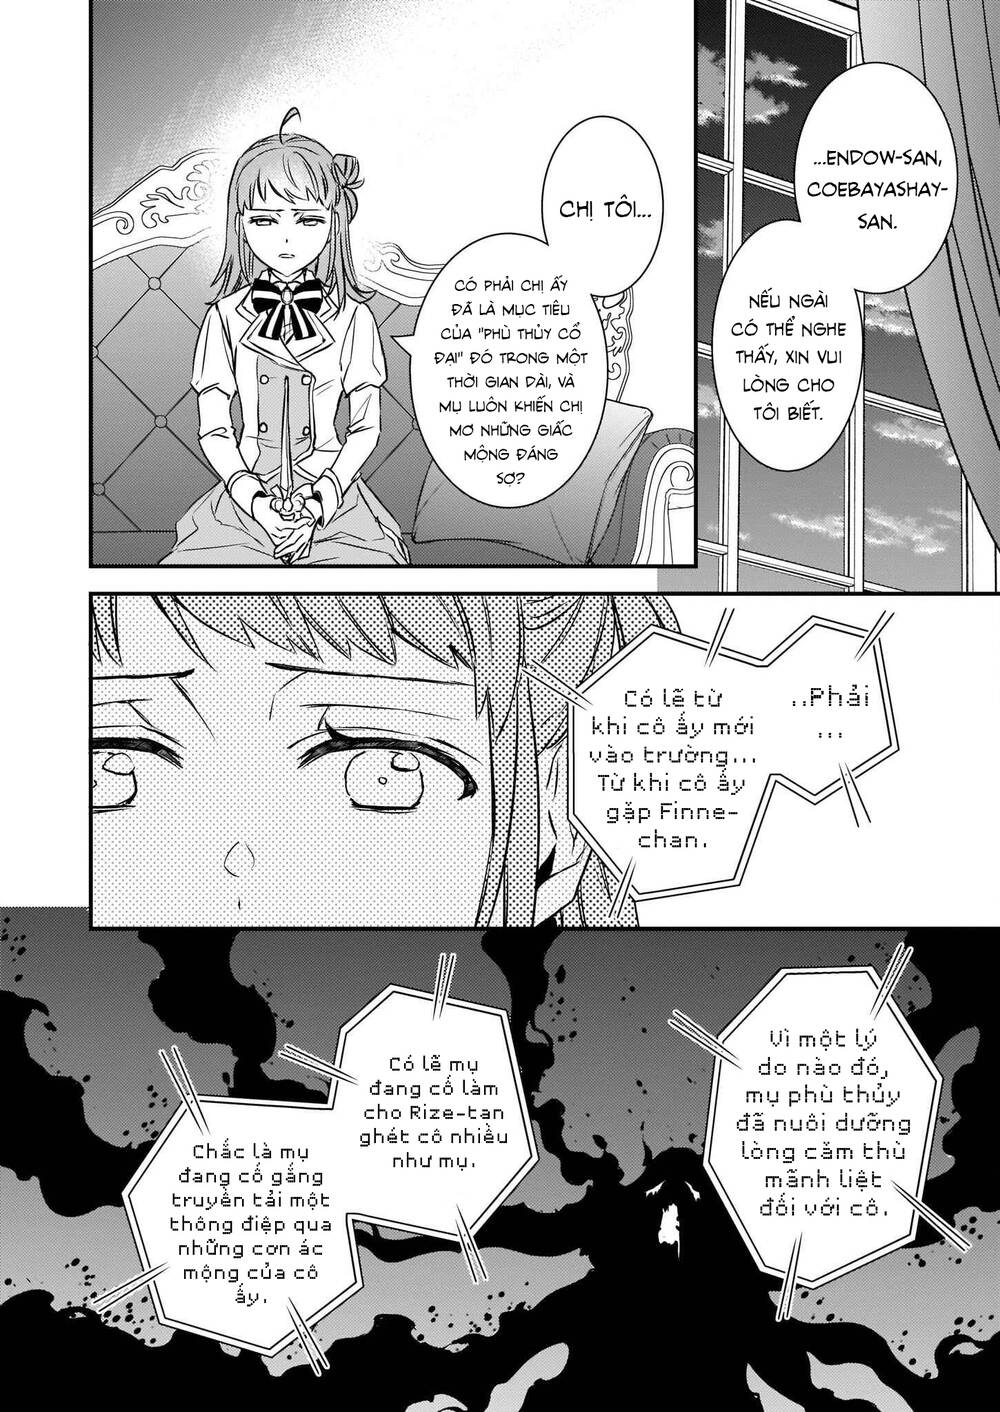 ...ENDOW-SAN,
COEBAYASHAY-
SAN.
NẾU NGÀI
CÓ THỂ NGHE
THẤY, XIN VUI
LÒNG CHO
TÔI BIẾT.
CHỊ TÔI...
CÓ PHẢI CHỊ ẤY
ĐÃ LÀ MỤC TIÊU
CỦA "PHÙ THỦY CỔ
ĐẠI" ĐÓ TRONG MỘT
THỜI GIAN DÀI, VÀ
MỤ LUÔN KHIẾN CHỊ
MƠ NHỮNG GIẤC
MỘNG ĐÁNG
SỢ?
..Phải
...
Có lẽ từ
khi cô ấy mới
vào trường...
Từ khi cô ấy
gặp Finne-
chan.
Vì một lý
do nào đó,
mụ phù thủy
đã nuôi dưỡng
lòng căm thù
mãnh liệt
đối với cô.
Có lẽ mụ
đang cố làm
cho Rize-tan
ghét cô nhiều
như mụ.
Chắc là mụ
đang cố gắng
truyền tải một
thông điệp qua
những cơn ác
mộng của cô
ấy.